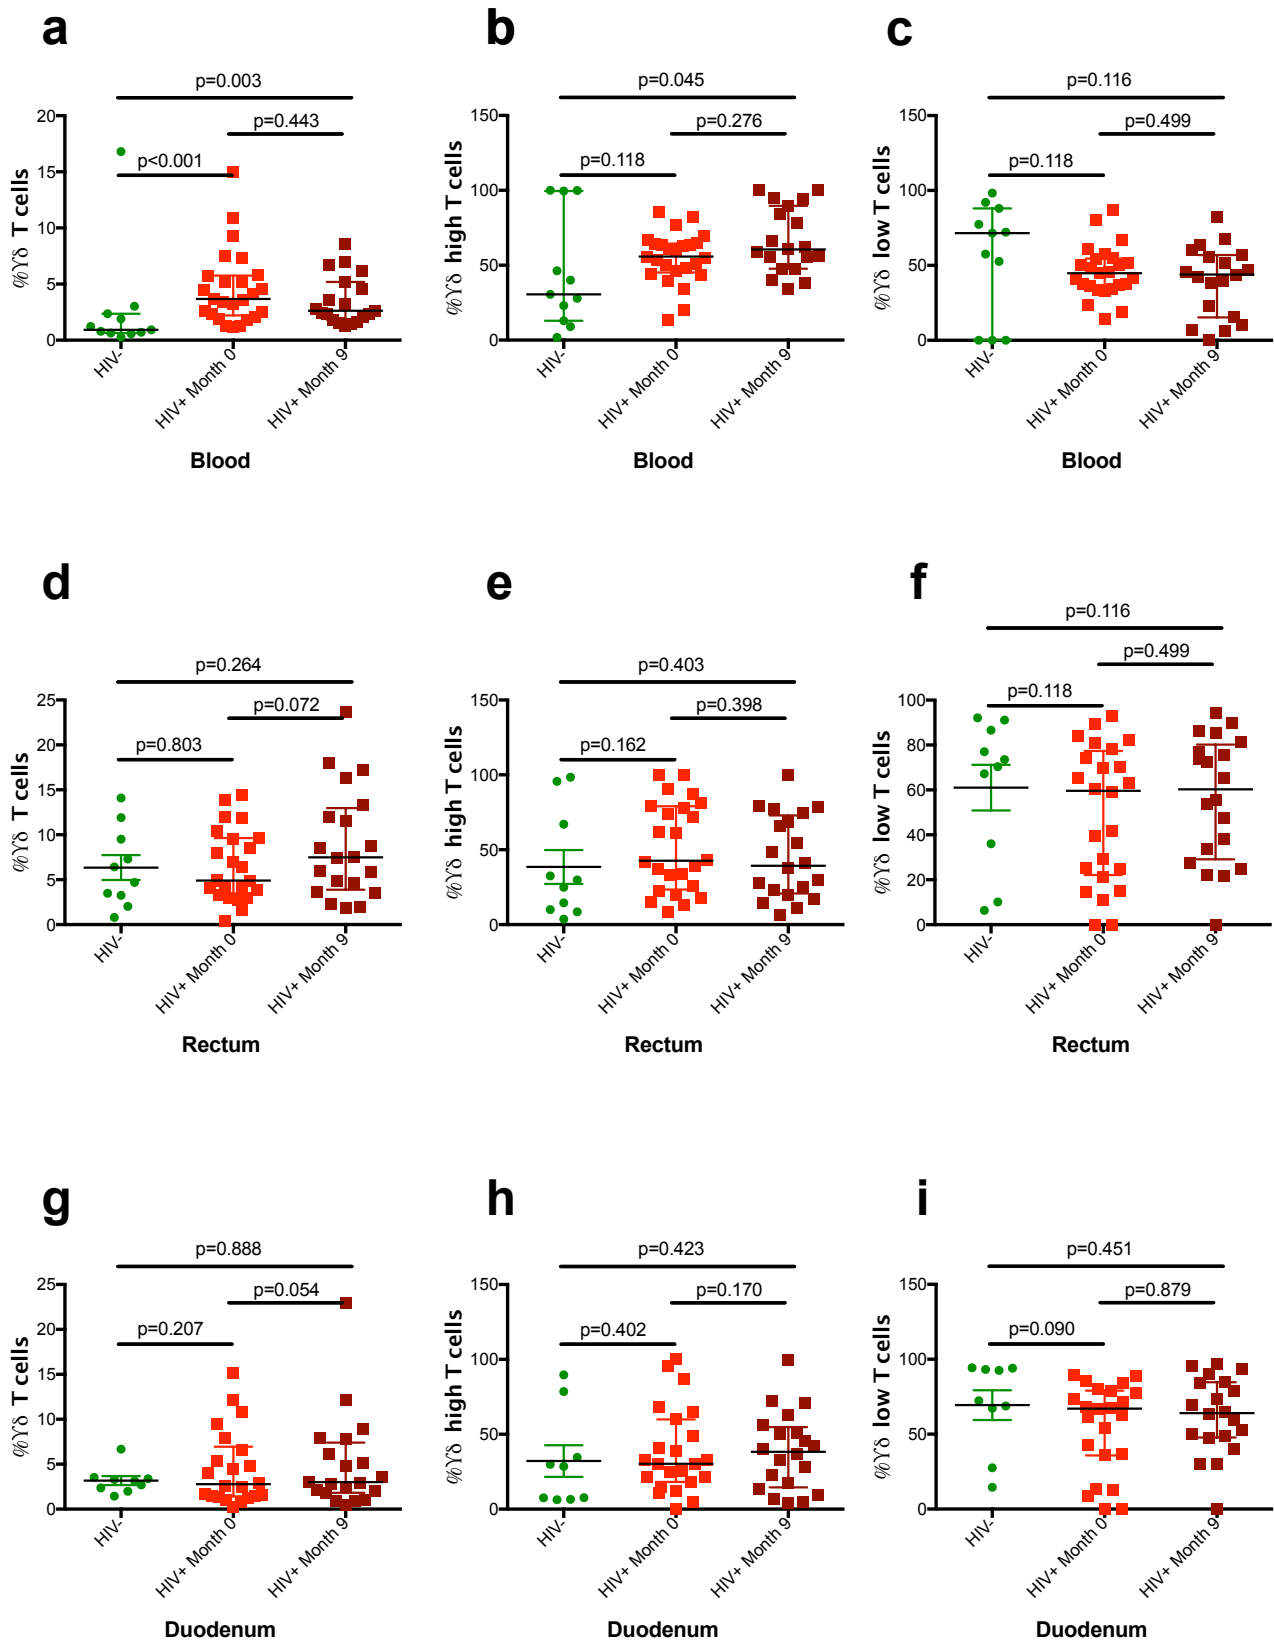 a
p=0.003
p=0.443
p<0.001
20
15
10
5
0
%γδ T cells
HIV-
HIV+ Month 0
HIV+ Month 9
Blood
b
p=0.045
p=0.276
p=0.118
150
100
50
0
%γδ high T cells
HIV-
HIV+ Month 0
HIV+ Month 9
Blood
c
p=0.116
p=0.499
p=0.118
150
100
50
0
%γδ low T cells
HIV-
HIV+ Month 0
HIV+ Month 9
Blood
d
p=0.264
p=0.072
p=0.803
25
20
15
10
5
0
%γδ T cells
HIV-
HIV+ Month 0
HIV+ Month 9
Rectum
e
p=0.403
p=0.398
p=0.162
150
100
50
0
%γδ high T cells
HIV-
HIV+ Month 0
HIV+ Month 9
Rectum
f
p=0.116
p=0.499
p=0.118
100
80
60
40
20
0
%γδ low T cells
HIV-
HIV+ Month 0
HIV+ Month 9
Rectum
g
p=0.888
p=0.054
p=0.207
25
20
15
10
5
0
%γδ T cells
HIV-
HIV+ Month 0
HIV+ Month 9
Duodenum
h
p=0.423
p=0.170
p=0.402
150
100
50
0
%γδ high T cells
HIV-
HIV+ Month 0
HIV+ Month 9
Duodenum
i
p=0.451
p=0.879
p=0.090
150
100
50
0
%γδ low T cells
HIV-
HIV+ Month 0
HIV+ Month 9
Duodenum